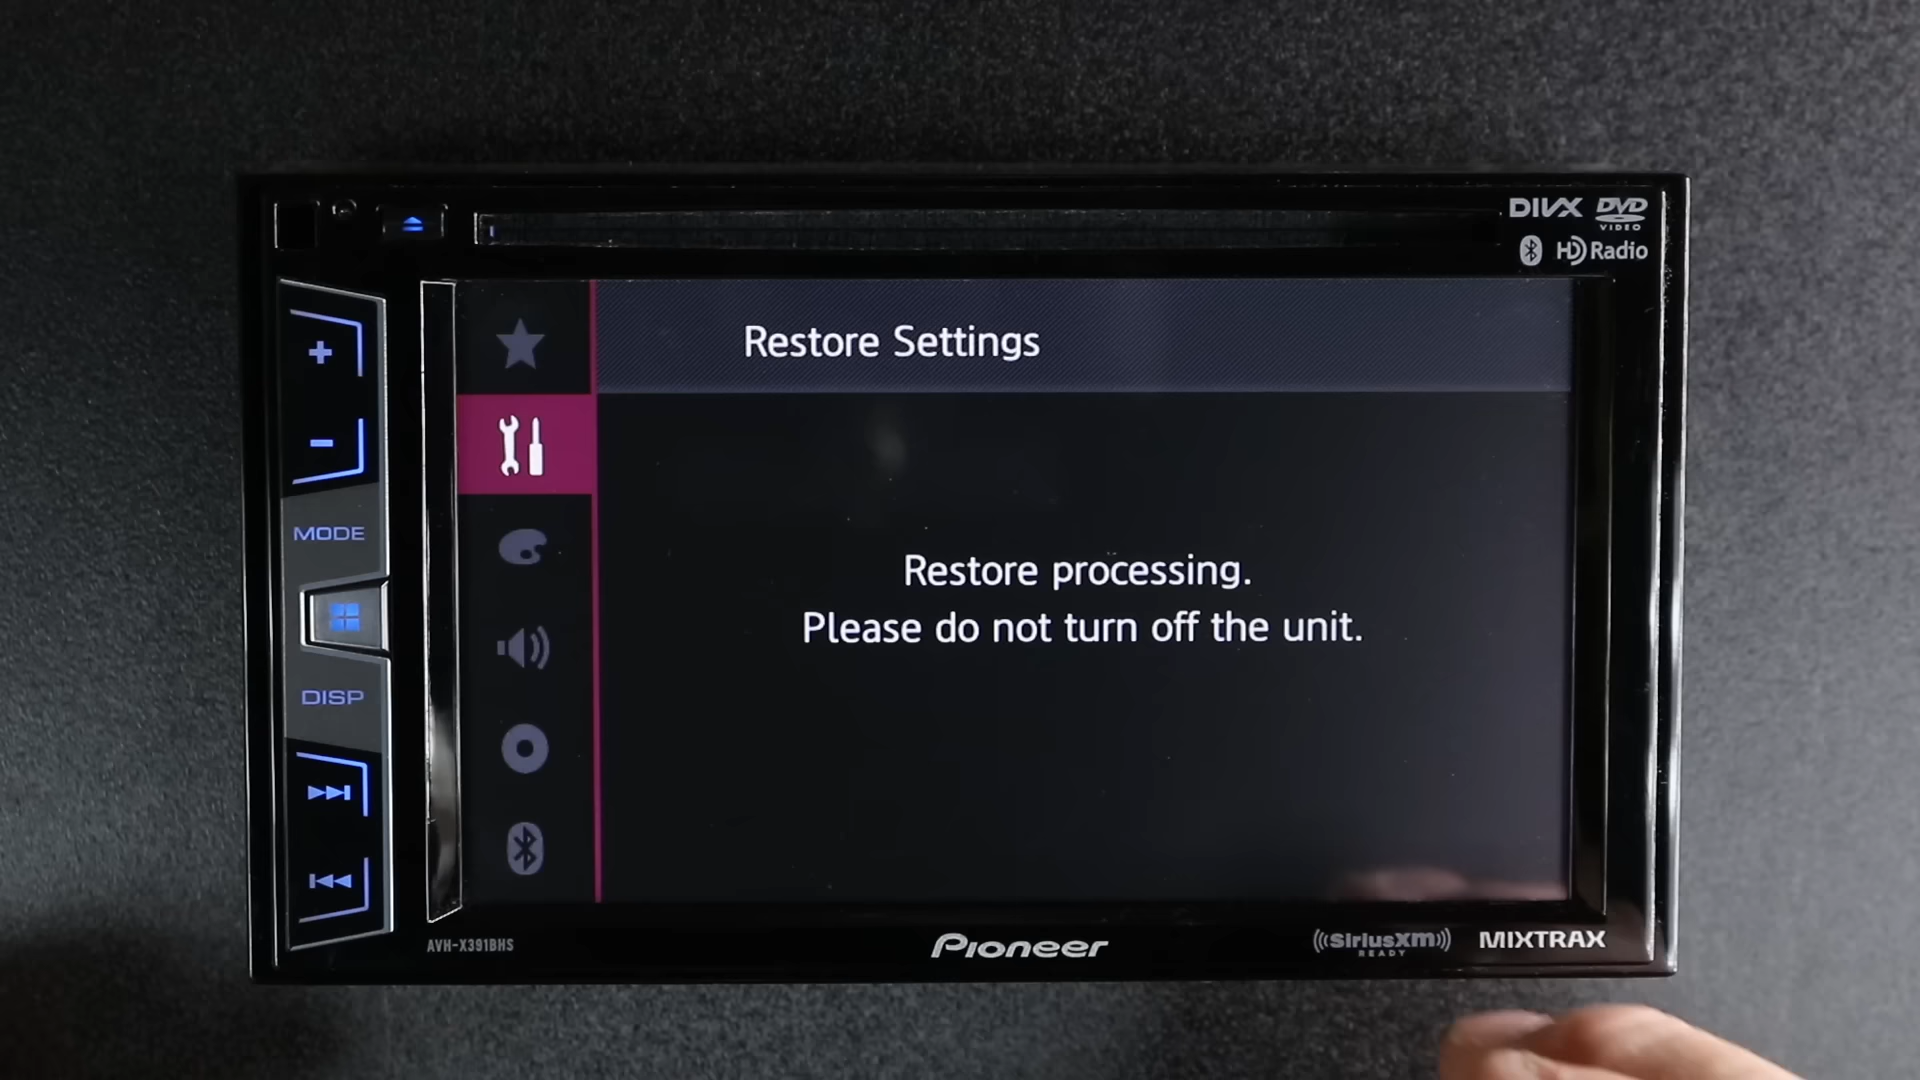 DIVX DVD
VIDEO
HD Radio
Restore Settings
MODE
Restore processing.
Please do not turn off the unit.
DISP
AVH-X391BHS
Pioneer
((SiriusXM))
READY
MIXTRAX